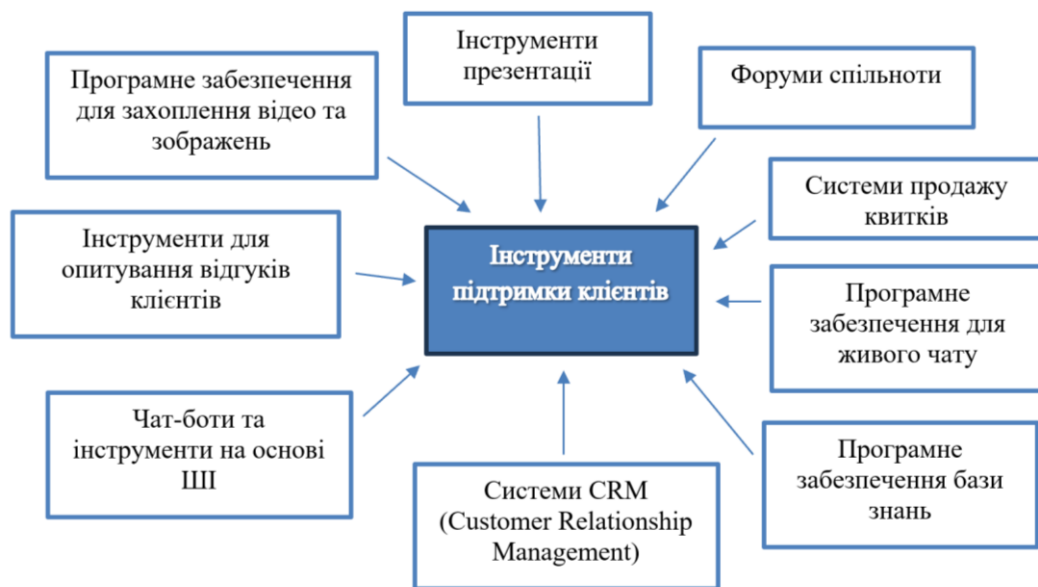 Інструменти
презентації
Програмне забезпечення
для захоплення відео та
зображень
Форуми спільноти
Системи продажу
квитків
Інструменти для
опитування відгуків
клієнтів
Інструменти
підтримки клієнтів
Програмне
забезпечення для
живого чату
Чат-боти та
інструменти на основі
ШІ
Системи CRM
(Customer Relationship
Management)
Програмне
забезпечення бази
знань